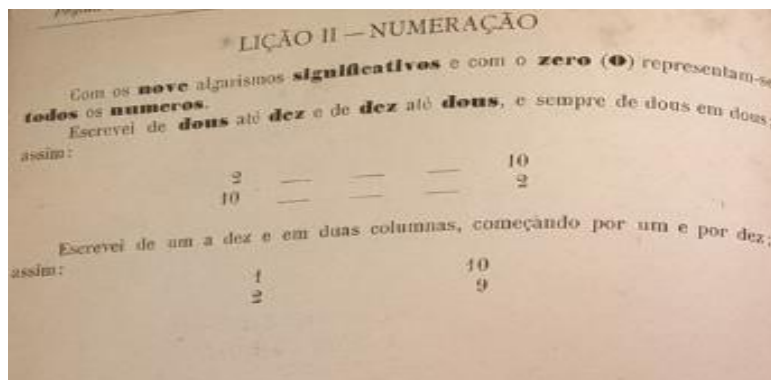 LIÇÃO II — NUMERAÇÃO
Com os nove algarismos significativos e com o zero (0) representam-se
todos os numeros.
Escrevei de dous até dez e de dez até dous, e sempre de dous em dous;
assim:
2 — — — 10
10 — — — 2
Escrevei de um a dez e em duas columnas, começando por um e por dez;
assim:
1 10
2 9